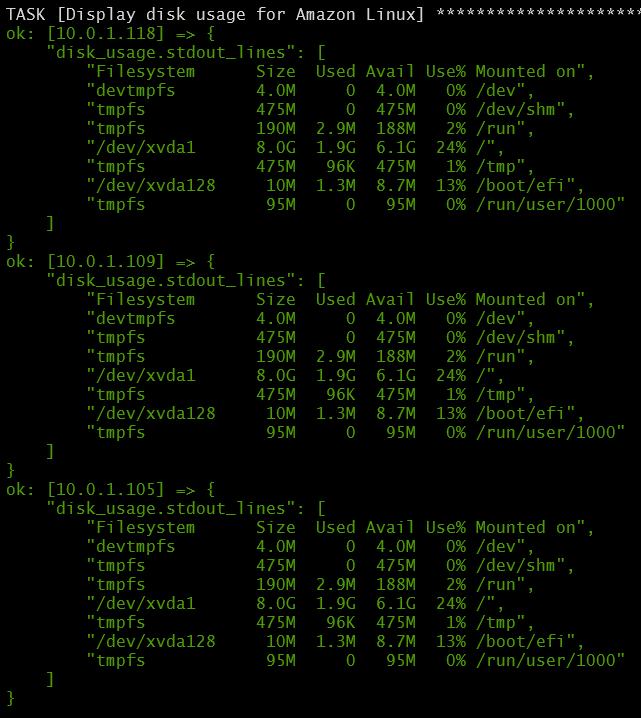 TASK [Display disk usage for Amazon Linux] *********************
ok: [10.0.1.118] => {
    "disk_usage.stdout_lines": [
        "Filesystem      Size  Used Avail Use% Mounted on",
        "devtmpfs        4.0M     0  4.0M   0% /dev",
        "tmpfs           475M     0  475M   0% /dev/shm",
        "tmpfs           190M  2.9M  188M   2% /run",
        "/dev/xvda1      8.0G  1.9G  6.1G  24% /",
        "tmpfs           475M   96K  475M   1% /tmp",
        "/dev/xvda128     10M  1.3M  8.7M  13% /boot/efi",
        "tmpfs            95M     0   95M   0% /run/user/1000"
    ]
}
ok: [10.0.1.109] => {
    "disk_usage.stdout_lines": [
        "Filesystem      Size  Used Avail Use% Mounted on",
        "devtmpfs        4.0M     0  4.0M   0% /dev",
        "tmpfs           475M     0  475M   0% /dev/shm",
        "tmpfs           190M  2.9M  188M   2% /run",
        "/dev/xvda1      8.0G  1.9G  6.1G  24% /",
        "tmpfs           475M   96K  475M   1% /tmp",
        "/dev/xvda128     10M  1.3M  8.7M  13% /boot/efi",
        "tmpfs            95M     0   95M   0% /run/user/1000"
    ]
}
ok: [10.0.1.105] => {
    "disk_usage.stdout_lines": [
        "Filesystem      Size  Used Avail Use% Mounted on",
        "devtmpfs        4.0M     0  4.0M   0% /dev",
        "tmpfs           475M     0  475M   0% /dev/shm",
        "tmpfs           190M  2.9M  188M   2% /run",
        "/dev/xvda1      8.0G  1.9G  6.1G  24% /",
        "tmpfs           475M   96K  475M   1% /tmp",
        "/dev/xvda128     10M  1.3M  8.7M  13% /boot/efi",
        "tmpfs            95M     0   95M   0% /run/user/1000"
    ]
}